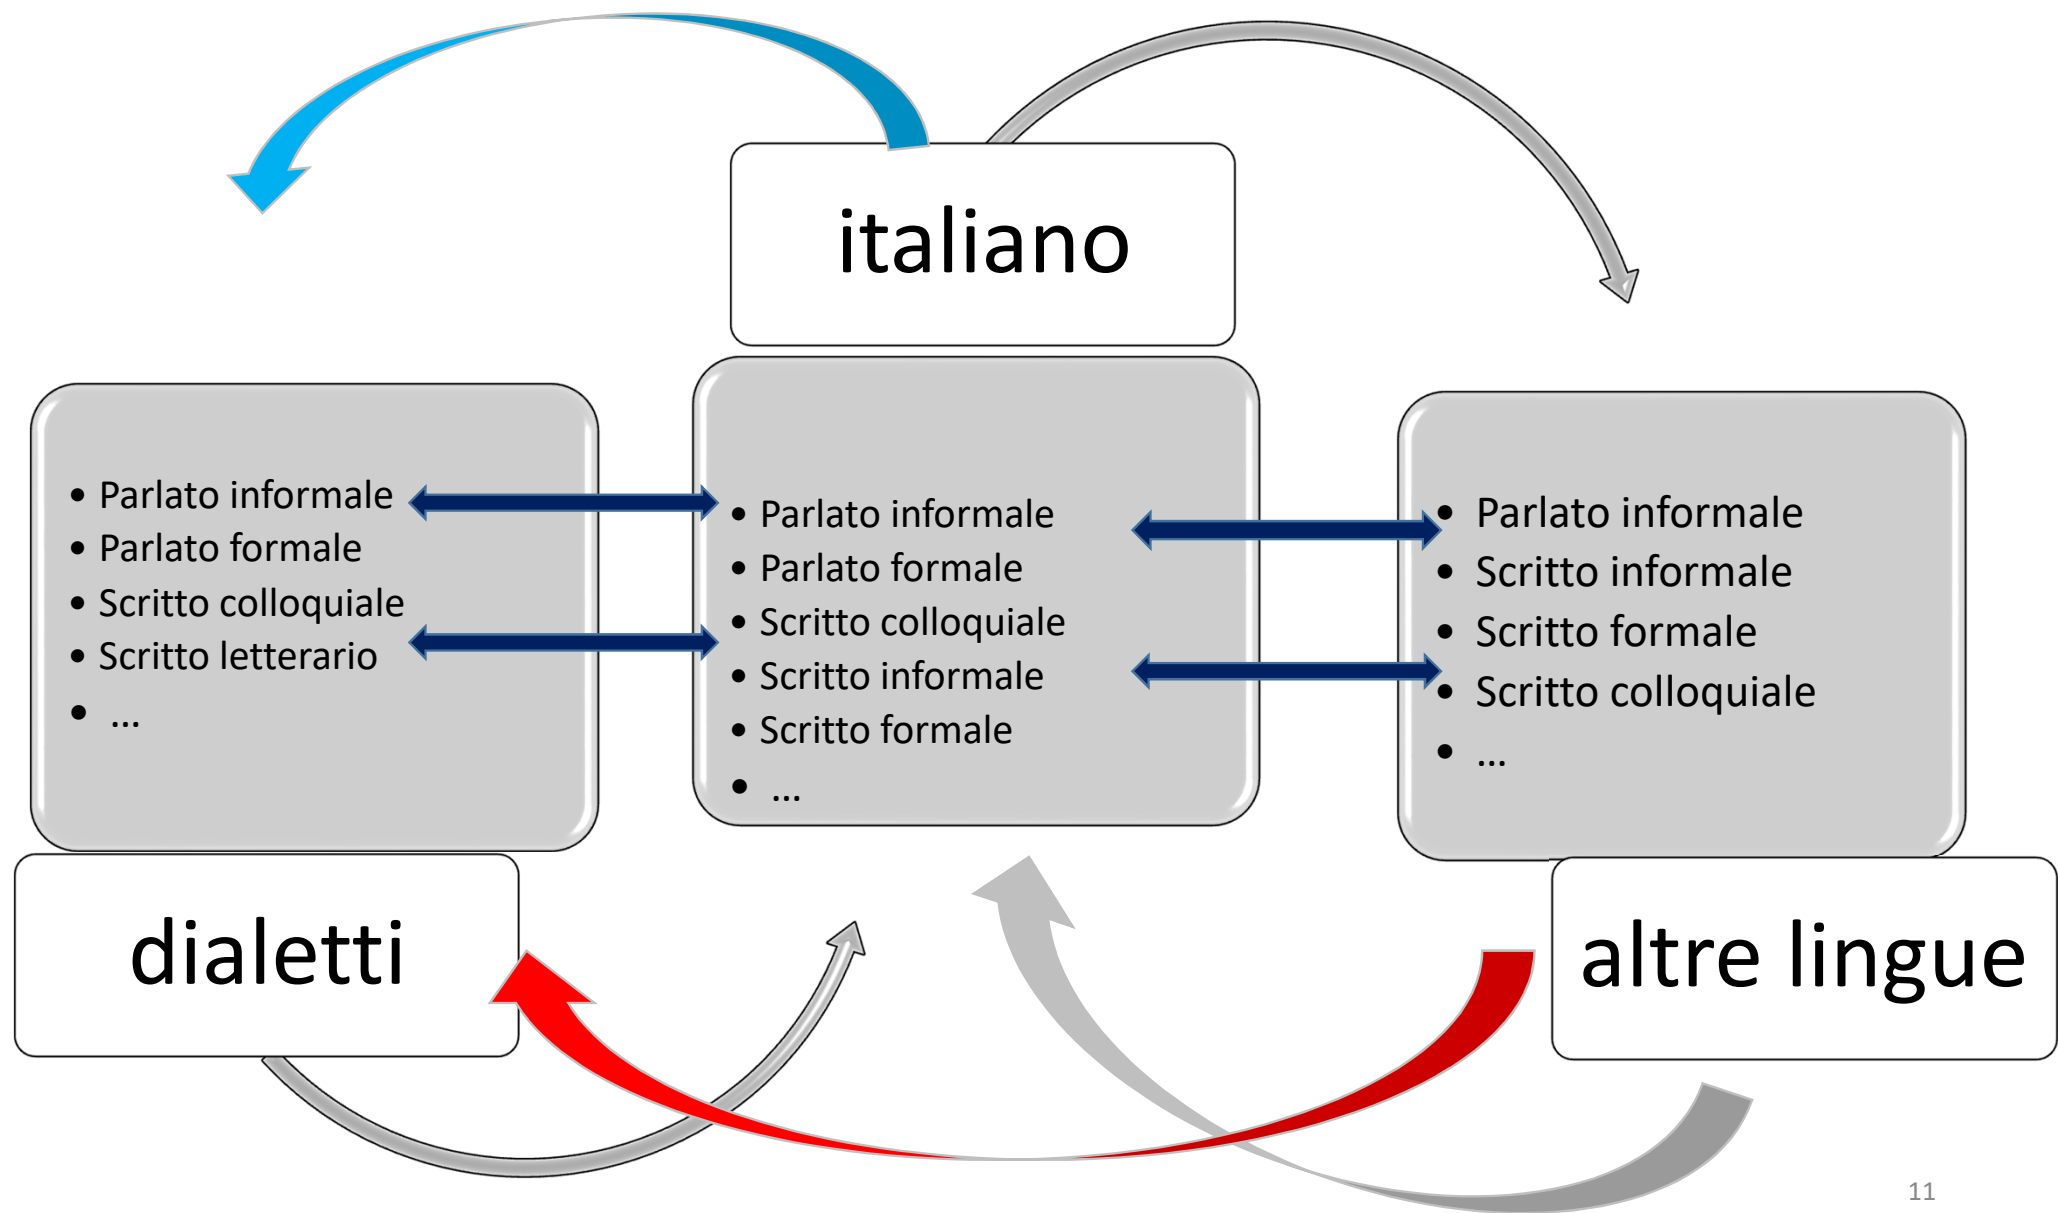 italiano
• Parlato informale
• Parlato formale
• Scritto colloquiale
• Scritto letterario
• ...
dialetti
• Parlato informale
• Parlato formale
• Scritto colloquiale
• Scritto informale
• Scritto formale
• ...
• Parlato informale
• Scritto informale
• Scritto formale
• Scritto colloquiale
• ...
altre lingue
11